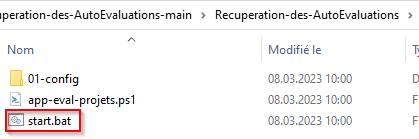 uperation-des-AutoEvaluations-main > Recuperation-des-AutoEvaluations >
Nom Modifié le
01-config 08.03.2023 10:00
app-eval-projets.ps1 08.03.2023 10:00
start.bat 08.03.2023 10:00